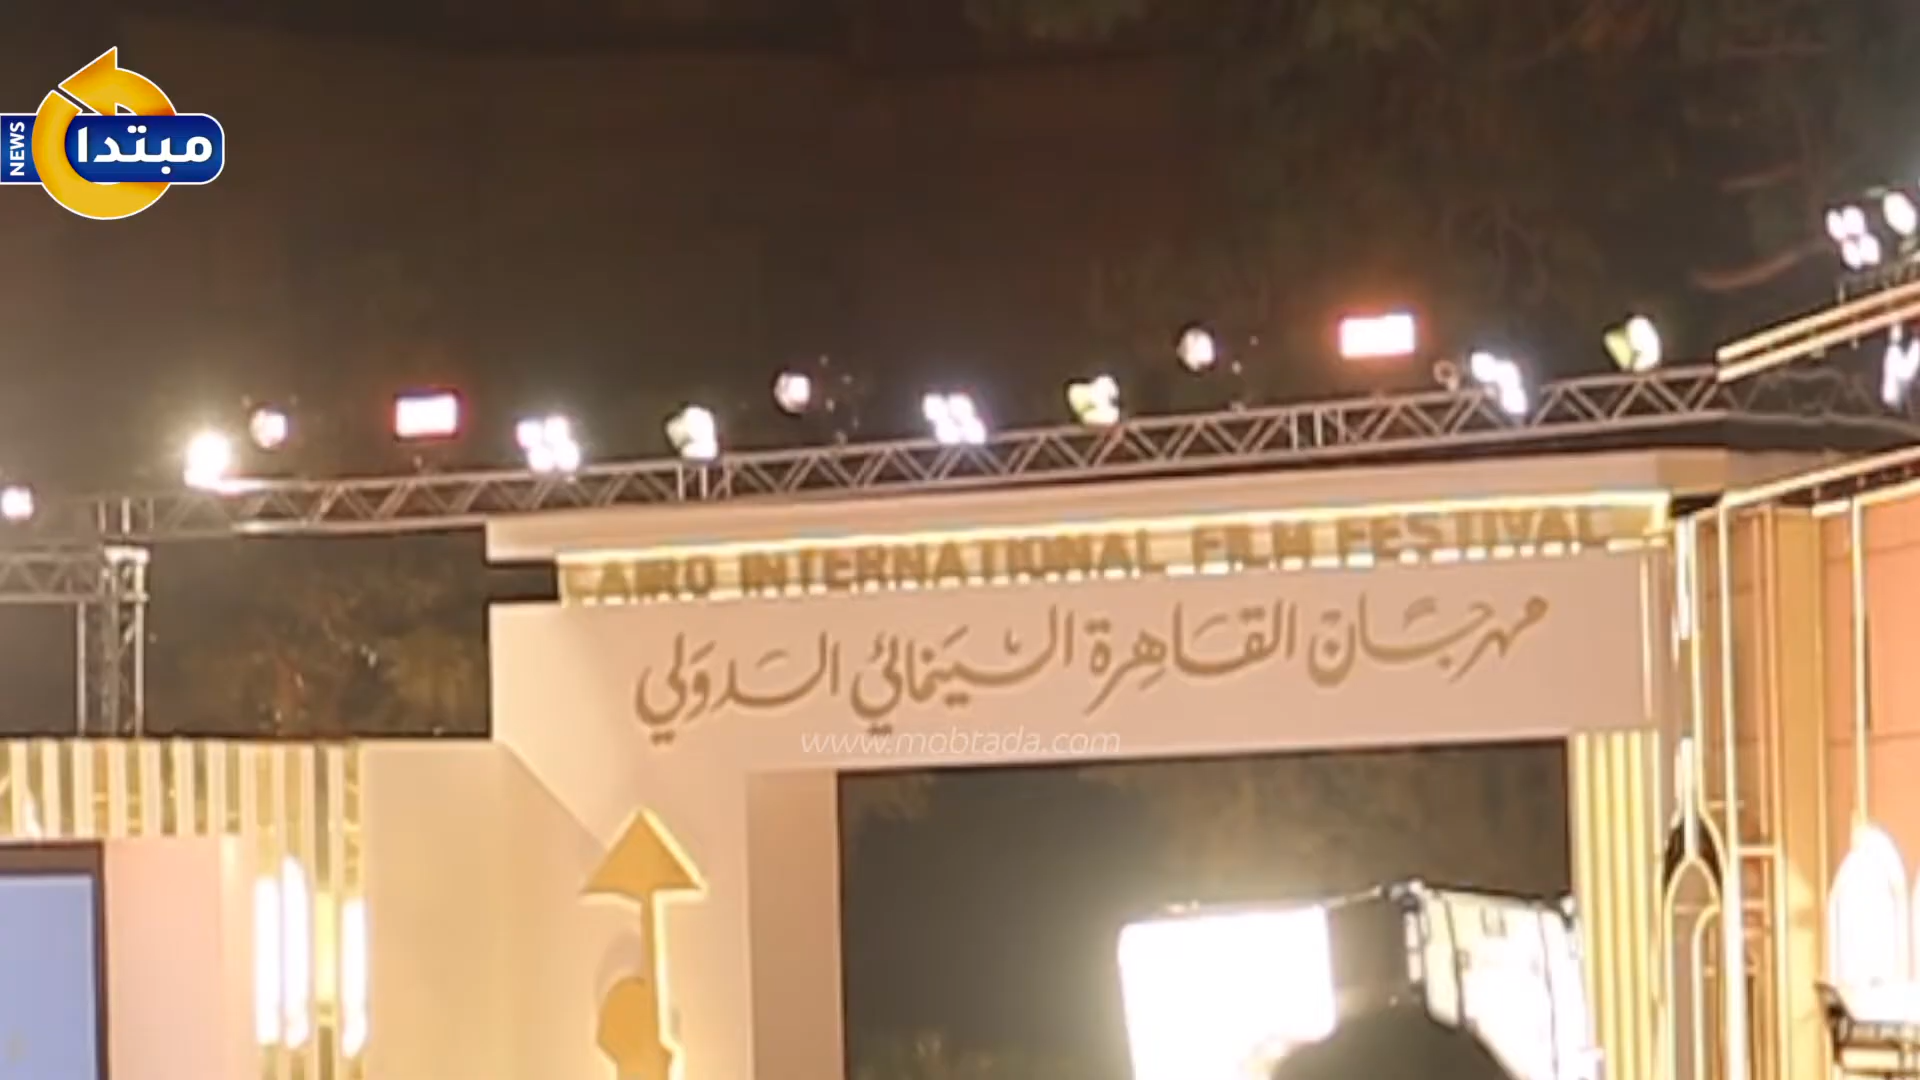 NEWS
مبتدا
CAIRO INTERNATIONAL FILM FESTIVAL
مهرجان القاهرة السينمائي الدولي
www.mobtada.com